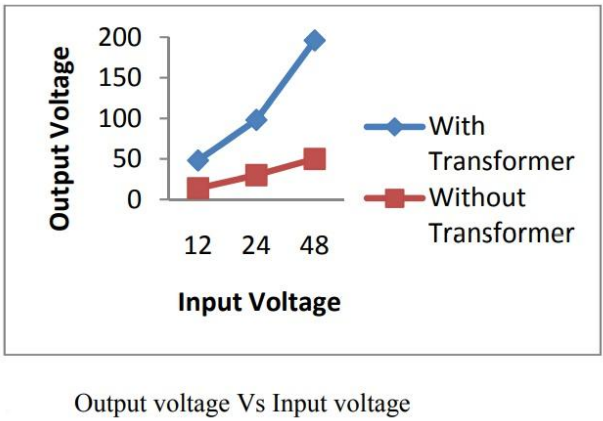 200
150
100
50
0
Output Voltage
12 24 48
Input Voltage
With
Transformer
Without
Transformer
Output voltage Vs Input voltage